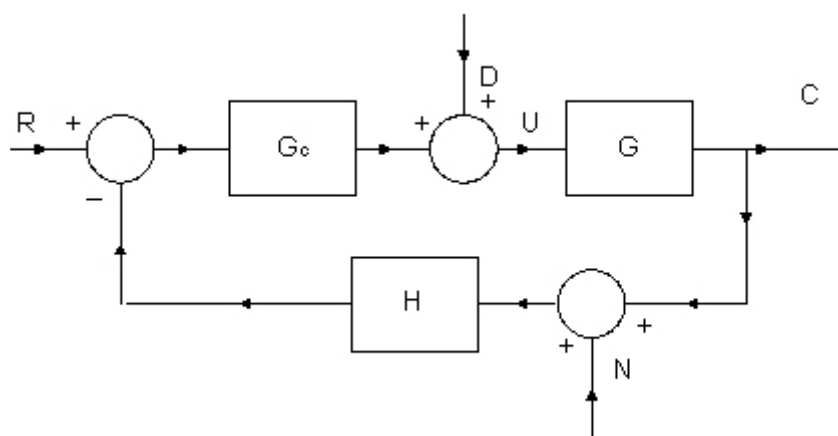 D
+
R + Gc + U G C
−
H + +
N